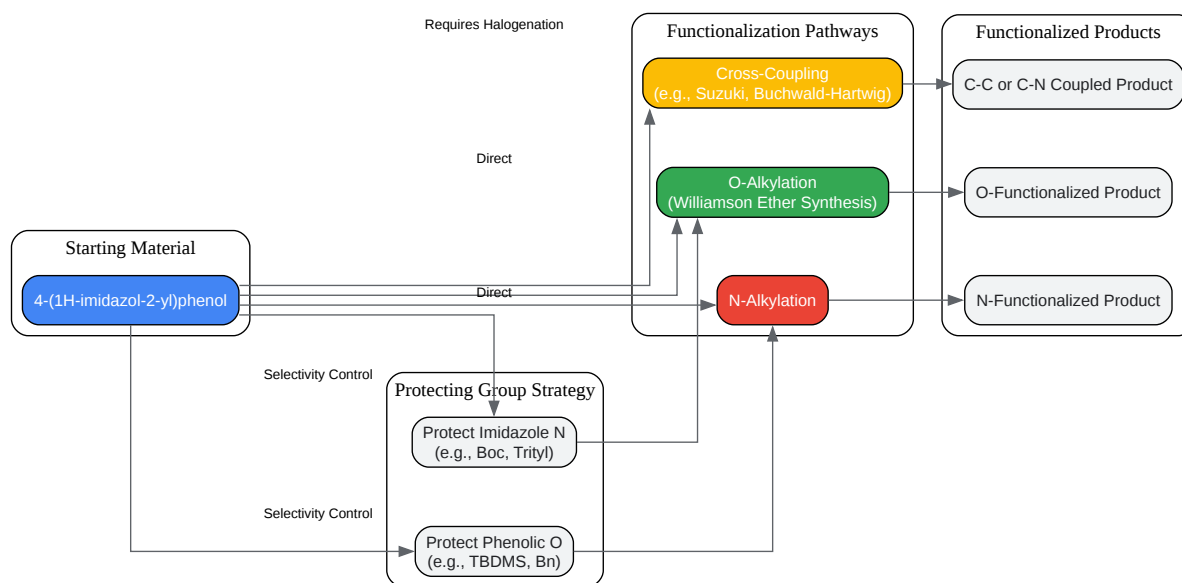 Requires Halogenation
Functionalization Pathways
Functionalized Products
Cross-Coupling
(e.g., Suzuki, Buchwald-Hartwig)
C-C or C-N Coupled Product
Direct
O-Alkylation
(Williamson Ether Synthesis)
O-Functionalized Product
Starting Material
4-(1H-imidazol-2-yl)phenol
Direct
N-Alkylation
N-Functionalized Product
Selectivity Control
Protecting Group Strategy
Protect Imidazole N
(e.g., Boc, Trityl)
Selectivity Control
Protect Phenolic O
(e.g., TBDMS, Bn)